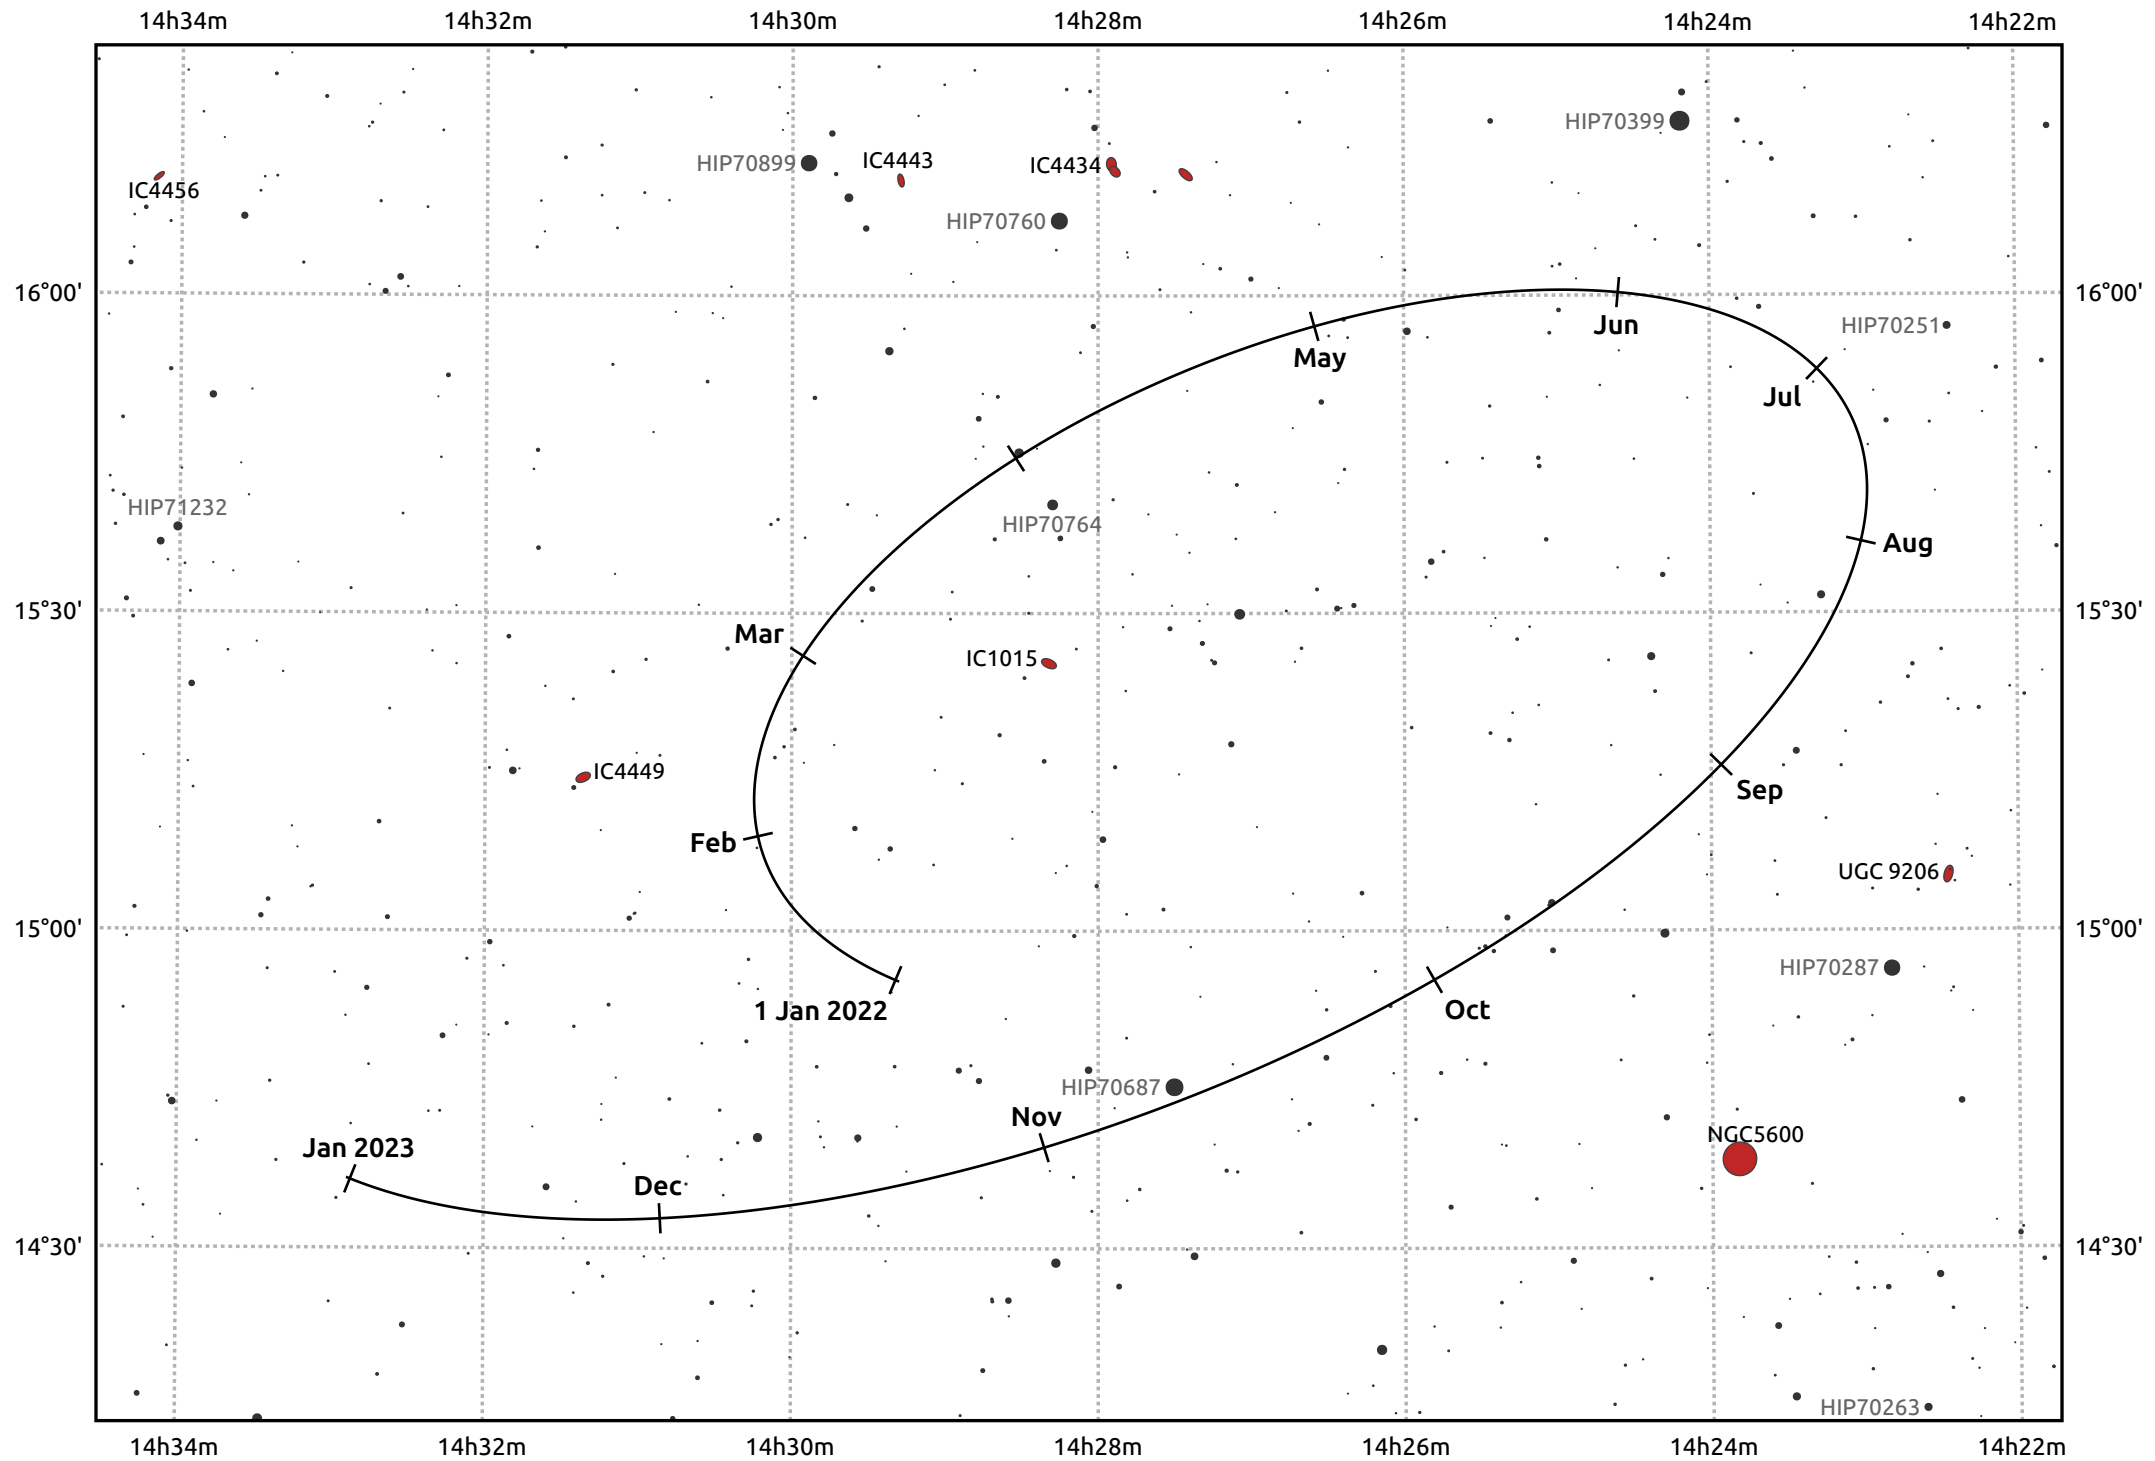 14h34m 14h32m 14h30m 14h28m 14h26m 14h24m 14h22m
HIP70399
HIP70899 IC4443 IC4434
IC4456
HIP70760
16°00' 16°00'
Jun HIP70251
May
Jul
HIP71232
HIP70764
Aug
15°30' 15°30'
Mar
IC1015
IC4449
Sep
Feb
UGC 9206
15°00' 15°00'
HIP70287
1 Jan 2022 Oct
HIP70687
Nov
NGC5600
Jan 2023
Dec
14°30' 14°30'
HIP70263
14h34m 14h32m 14h30m 14h28m 14h26m 14h24m 14h22m